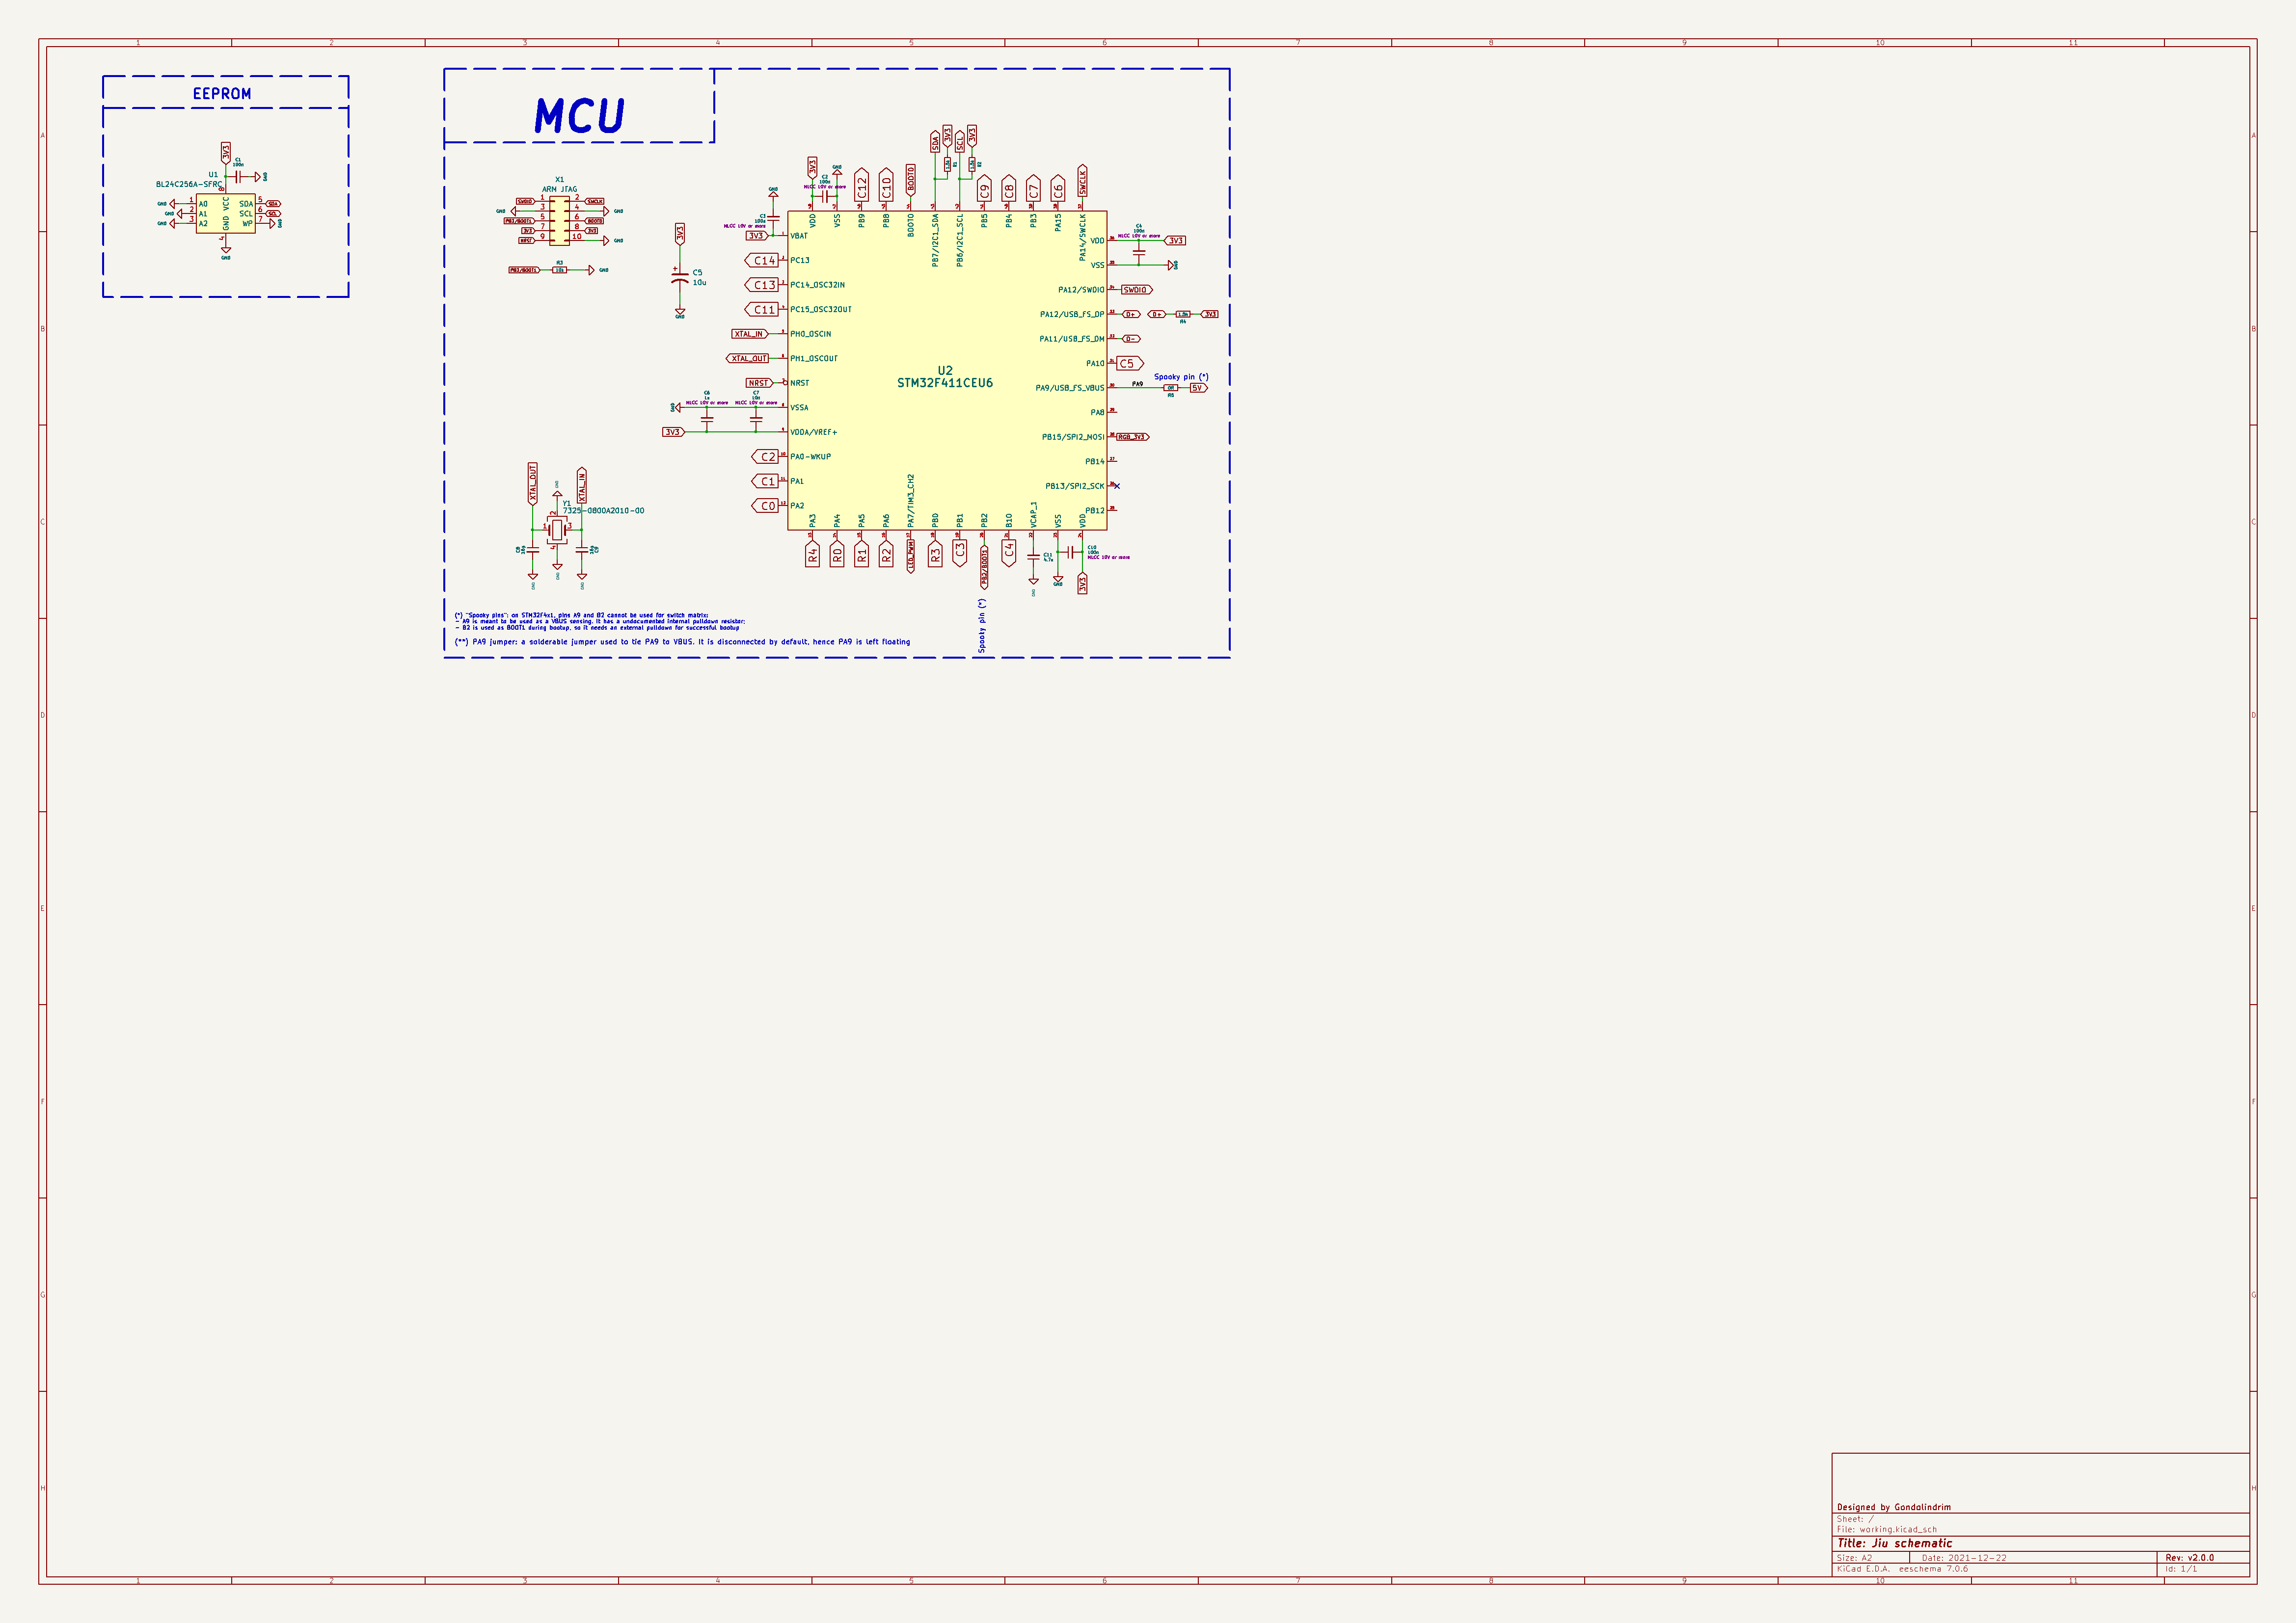 EEPROM
3V3
C1
100n
GND
U1
BL24C256A-SFRC
8
VCC
GND 1 A0
GND 2 A1
GND 3 A2
SDA 5 SDA
SCL 6 SCL
WP 7 GND
GND
4
GND
MCU
X1
ARM JTAG
SWDIO 1 2 SWCLK
GND 3 4 GND
PB2/BOOT1 5 6 BOOT0
3V3 7 8 3V3
NRST 9 10 GND
PB2/BOOT1
R3
10k
GND
3V3
C5
10u
GND
GND
C3
100n
MLCC 10V or more
3V3
3V3
C2
100n
MLCC 10V or more
GND
C12
C10
BOOT0
SDA
3V3
R1
SCL
3V3
R2
C9
C8
C7
C6
SWCLK
VDD
VSS
PB9
PB8
BOOT0
PB7/I2C1_SDA
PB6/I2C1_SCL
PB5
PB4
PB3
PA15
PA14/SWCLK
VBAT
C14 PC13
C13 PC14_OSC32IN
C11 PC15_OSC32OUT
XTAL_IN PH0_OSCIN
XTAL_OUT PH1_OSCOUT
NRST NRST
VSSA
3V3 VDDA/VREF+
C2 PA0-WKUP
C1 PA1
C0 PA2
GND
C6
1u
MLCC 10V or more
C7
10n
MLCC 10V or more
U2
STM32F411CEU6
VDD
C4
100n
MLCC 10V or more
3V3
VSS
GND
PA12/SWDIO SWDIO
PA12/USB_FS_DP D+
D+
1.5k
R4
3V3
PA11/USB_FS_DM D-
PA10 C5
Spooky pin (*)
PA9/USB_FS_VBUS PA9
0R
R5
5V
PA8
PB15/SPI2_MOSI RGB_3V3
PB14
PB13/SPI2_SCK
PB12
PA3
PA4
PA5
PA6
PA7/TIM3_CH2
PB0
PB1
PB2
B10
VCAP_1
VSS
VDD
R4
R0
R1
R2
LED_PWM
R3
C3
PB2/BOOT1
C4
C11
4.7u
GND
GND
C10
100n
MLCC 10V or more
3V3
Spooky pin (*)
XTAL_OUT
GND
XTAL_IN
Y1
7325-0800A2010-00
1
2
3
4
C8
C9
GND
GND
GND
(*) "Spooky pins": on STM32F4x1, pins A9 and B2 cannot be used for switch matrix:
- A9 is meant to be used as a VBUS sensing. It has a undocumented internal pulldown resistor;
- B2 is used as BOOT1 during bootup, so it needs an external pulldown for successful bootup
(**) PA9 jumper: a solderable jumper used to tie PA9 to VBUS. It is disconnected by default, hence PA9 is left floating
Designed by Gondolindrim
Sheet: /
File: working.kicad_sch
Title: Jiu schematic
Size: A2 Date: 2021-12-22 Rev: v2.0.0
KiCad E.D.A. eeschema 7.0.6 Id: 1/1
1 2 3 4 5 6 7 8 9 10 11
1 2 3 4 5 6 7 8 9 10 11
A B C D E F G H
A B C D E F G H